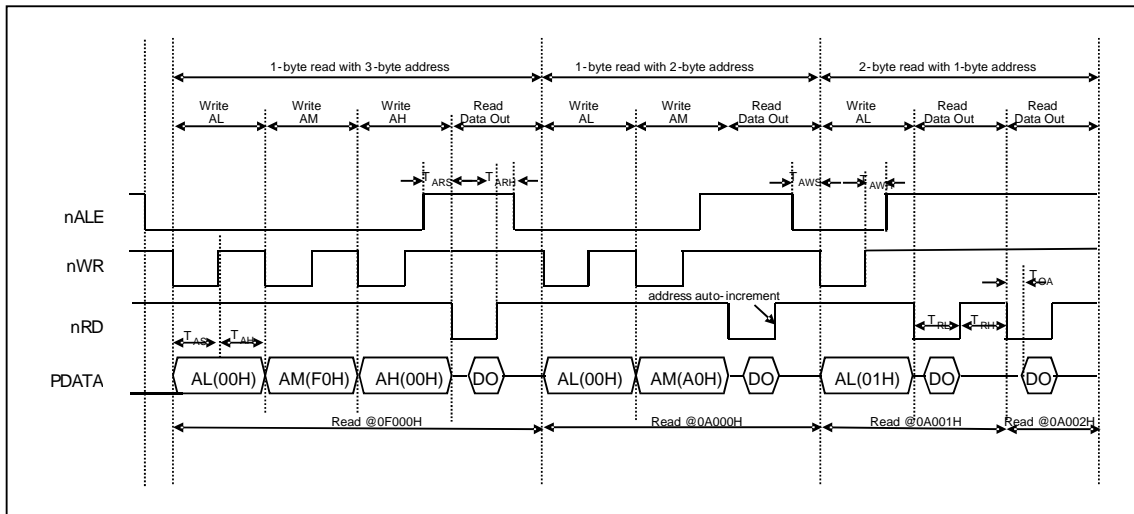 1-byte read with 3-byte address 1-byte read with 2-byte address 2-byte read with 1-byte address
Write Write Write Read Write Write Read Write Read Read
AL AM AH Data Out AL AM Data Out AL Data Out Data Out
TARS TARH TAWS TAWH
nALE
nWR
TOA
address auto-increment
nRD
TAS TAH TRL TRH
PDATA AL(00H) AM(F0H) AH(00H) DO AL(00H) AM(A0H) DO AL(01H) DO DO
Read @0F000H Read @0A000H Read @0A001H Read @0A002H